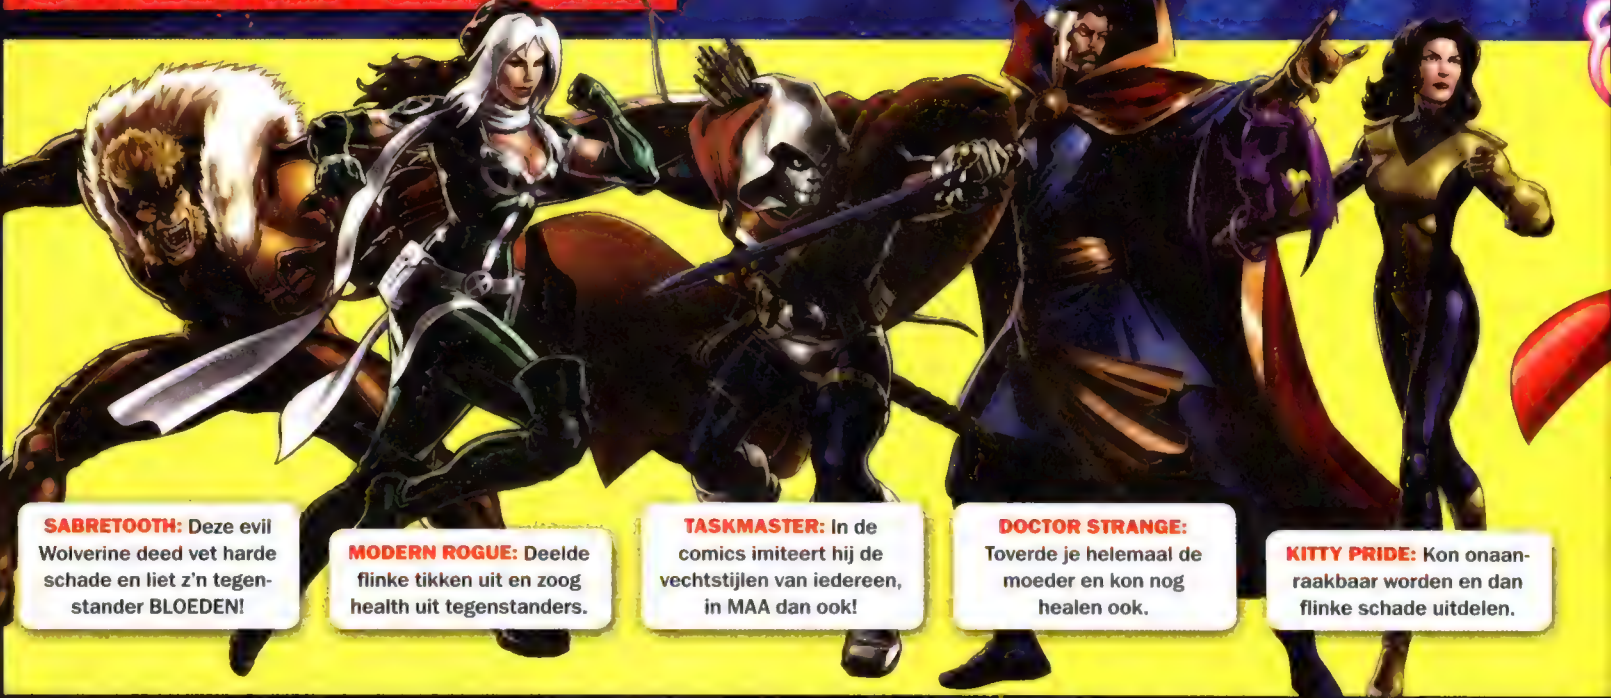 SABRETOOTH: Deze evil
Wolverine deed vet harde
schade en liet z'n tegen-
stander BLOEDEN!
MODERN ROGUE: Deelde
flinke tikken uit en zoog
health uit tegenstanders.
TASKMASTER: In de
comics imiteert hij de
vechtstijlen van iedereen,
in MAA dan ook!
DOCTOR STRANGE:
Toverde je helemaal de
moeder en kon nog
healen ook.
KITTY PRIDE: Kon onaan-
raakbaar worden en dan
flinke schade uitdelen.